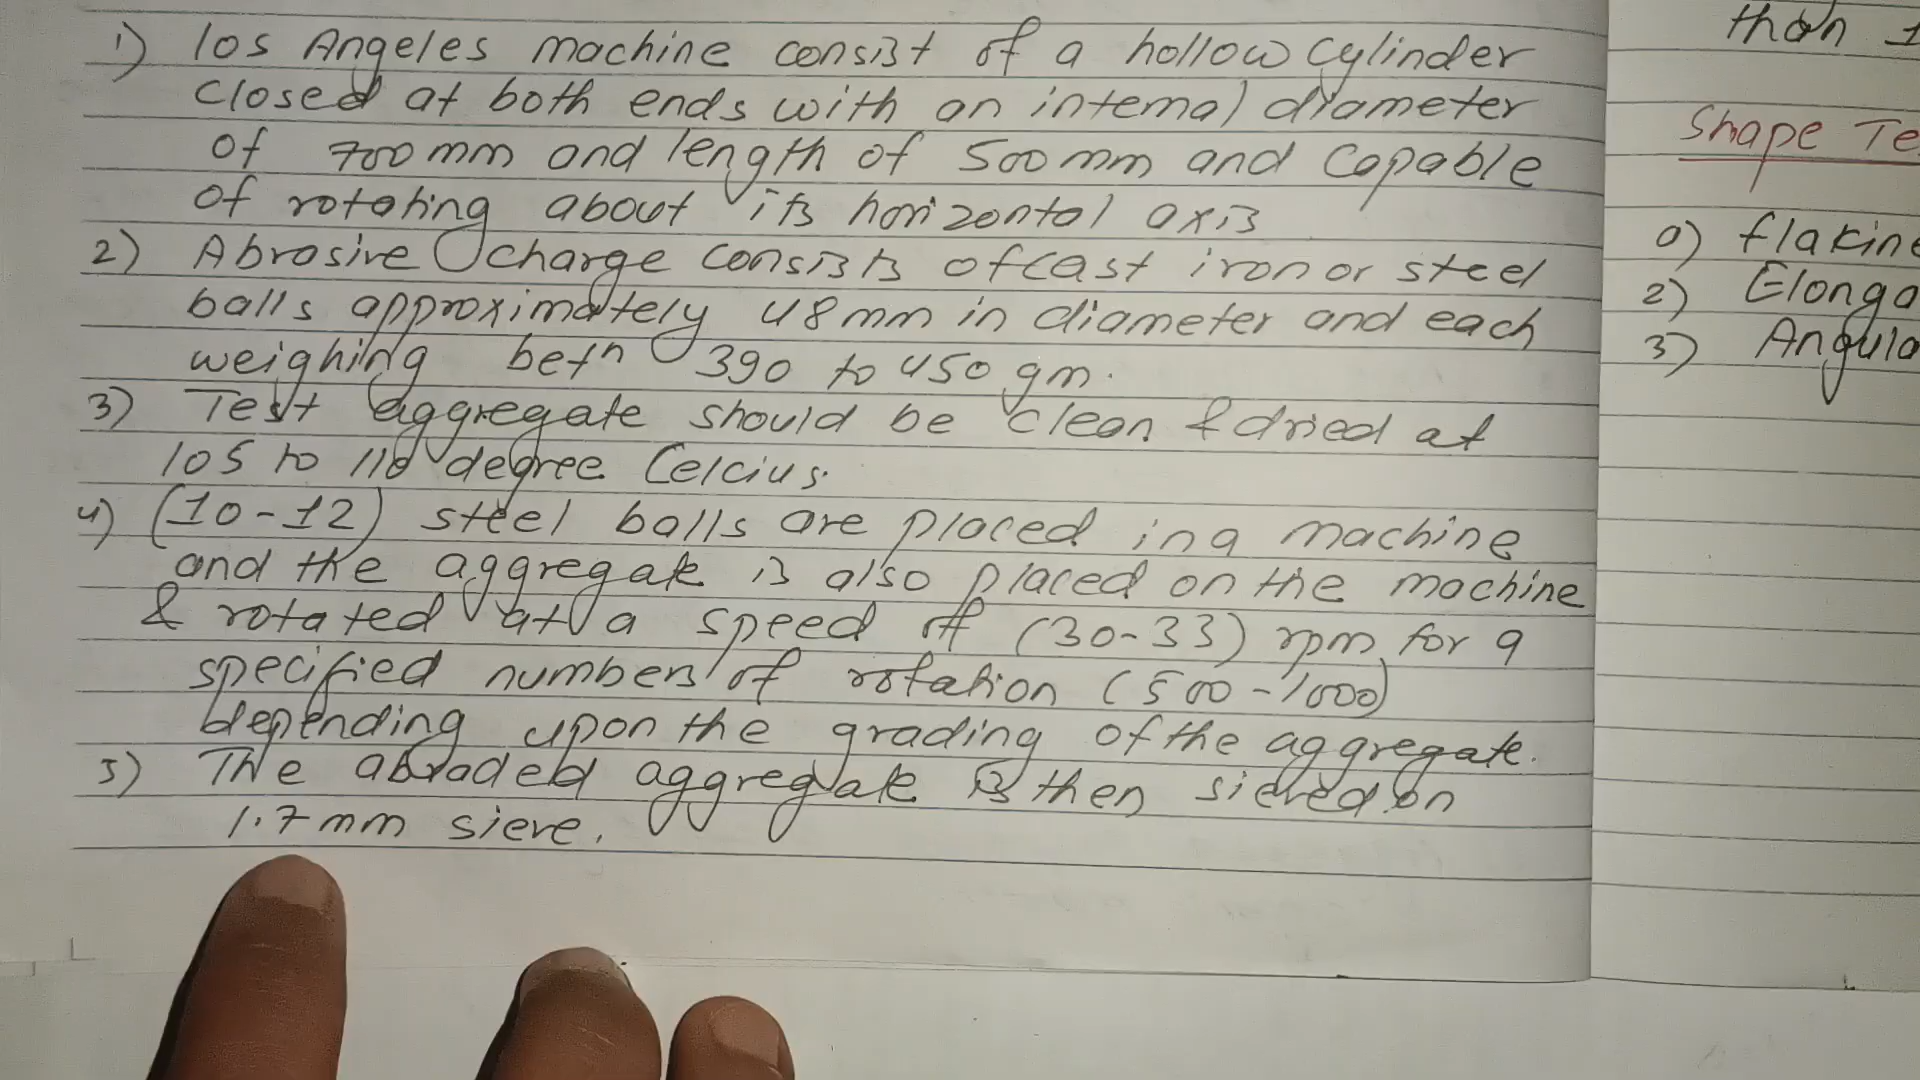 1) los Angeles machine consist of a hollow cylinder
closed at both ends with an internal diameter
of 700 mm and length of 500 mm and capable
of rotating about its horizontal axis
2) Abrasive charge consists of cast iron or steel
balls approximately 48 mm in diameter and each
weighing betn 390 to 450 gm.
3) Test aggregate should be clean & dried at
105 to 110 degree Celcius.
4) (10-12) steel balls are placed in a machine
and the aggregate is also placed on the machine
& rotated at a speed of (30-33) rpm for a
specified numbers of rotation (500-1000)
depending upon the grading of the aggregate.
5) The abraded aggregate is then sieved on
1.7 mm sieve.
than 1
Shape Te
a) flakine
2) Elonga
3) Angula